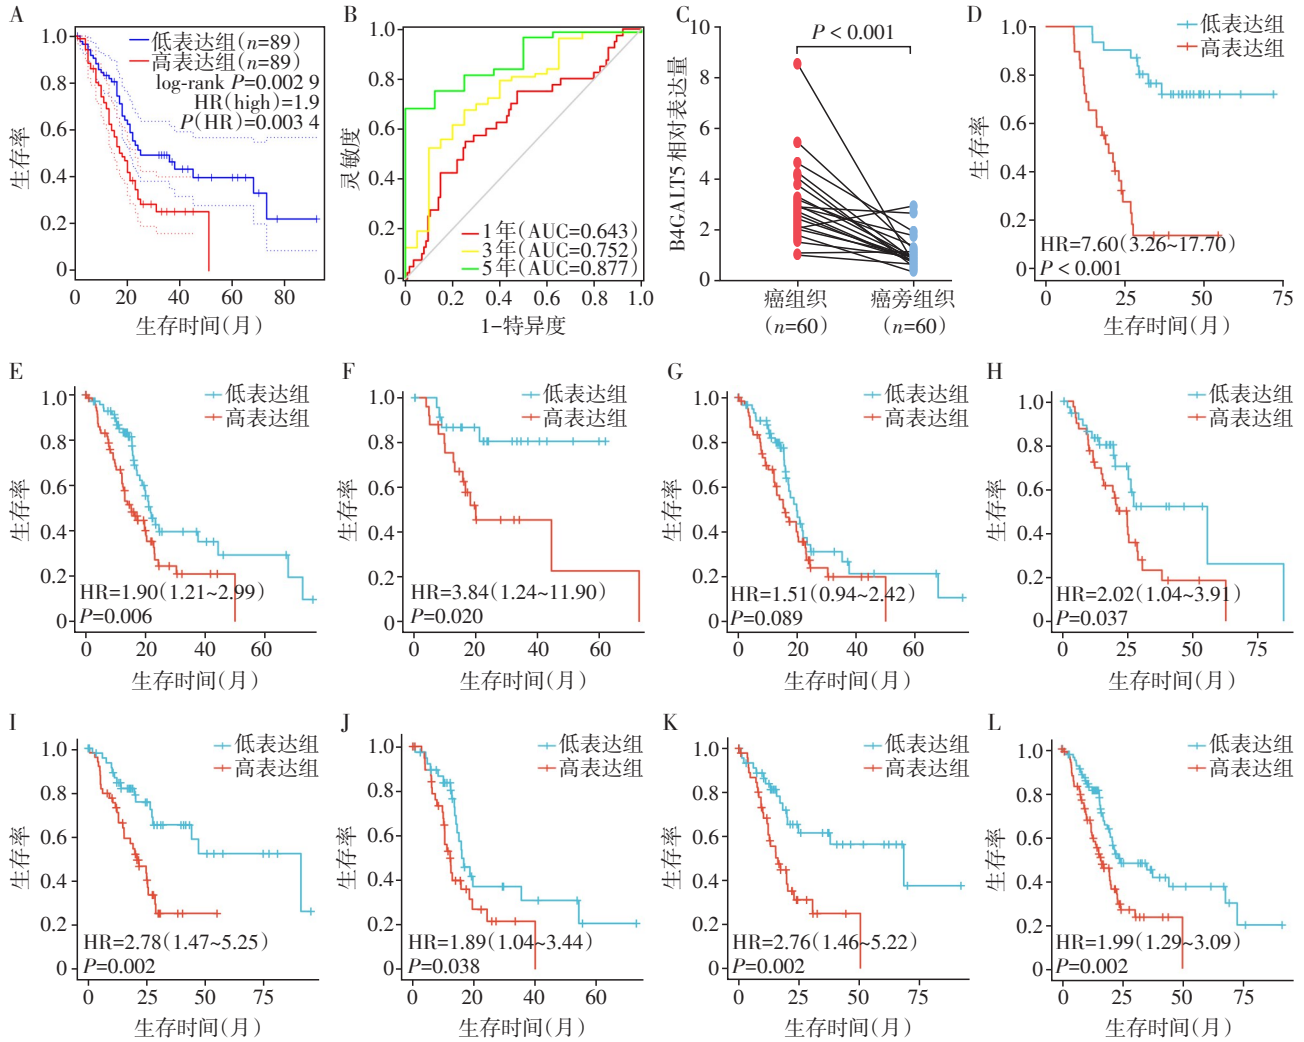 A
1.0
0.8
0.6
0.4
0.2
0
生存率
低表达组(n=89)
高表达组(n=89)
log-rank P=0.002 9
HR(high)=1.9
P(HR)=0.003 4
0 20 40 60 80
生存时间(月)
B
1.0
0.8
0.6
0.4
0.2
0
灵敏度
1年(AUC=0.643)
3年(AUC=0.752)
5年(AUC=0.877)
0 0.2 0.4 0.6 0.8 1.0
1-特异度
C
10
8
6
4
2
0
B4GALT5 相对表达量
P < 0.001
癌组织 癌旁组织
(n=60) (n=60)
D
低表达组
高表达组
1.0
0.8
0.6
0.4
0.2
0
生存率
HR=7.60(3.26~17.70)
P < 0.001
0 25 50 75
生存时间(月)
E
低表达组
高表达组
1.0
0.8
0.6
0.4
0.2
0
生存率
HR=1.90(1.21~2.99)
P=0.006
0 20 40 60
生存时间(月)
F
低表达组
高表达组
1.0
0.8
0.6
0.4
0.2
0
生存率
HR=3.84(1.24~11.90)
P=0.020
0 20 40 60
生存时间(月)
G
低表达组
高表达组
1.0
0.8
0.6
0.4
0.2
0
生存率
HR=1.51(0.94~2.42)
P=0.089
0 20 40 60
生存时间(月)
H
低表达组
高表达组
1.0
0.8
0.6
0.4
0.2
0
生存率
HR=2.02(1.04~3.91)
P=0.037
0 25 50 75
生存时间(月)
I
低表达组
高表达组
1.0
0.8
0.6
0.4
0.2
0
生存率
HR=2.78(1.47~5.25)
P=0.002
0 25 50 75
生存时间(月)
J
低表达组
高表达组
1.0
0.8
0.6
0.4
0.2
0
生存率
HR=1.89(1.04~3.44)
P=0.038
0 20 40 60
生存时间(月)
K
低表达组
高表达组
1.0
0.8
0.6
0.4
0.2
0
生存率
HR=2.76(1.46~5.22)
P=0.002
0 25 50 75
生存时间(月)
L
低表达组
高表达组
1.0
0.8
0.6
0.4
0.2
0
生存率
HR=1.99(1.29~3.09)
P=0.002
0 25 50 75
生存时间(月)